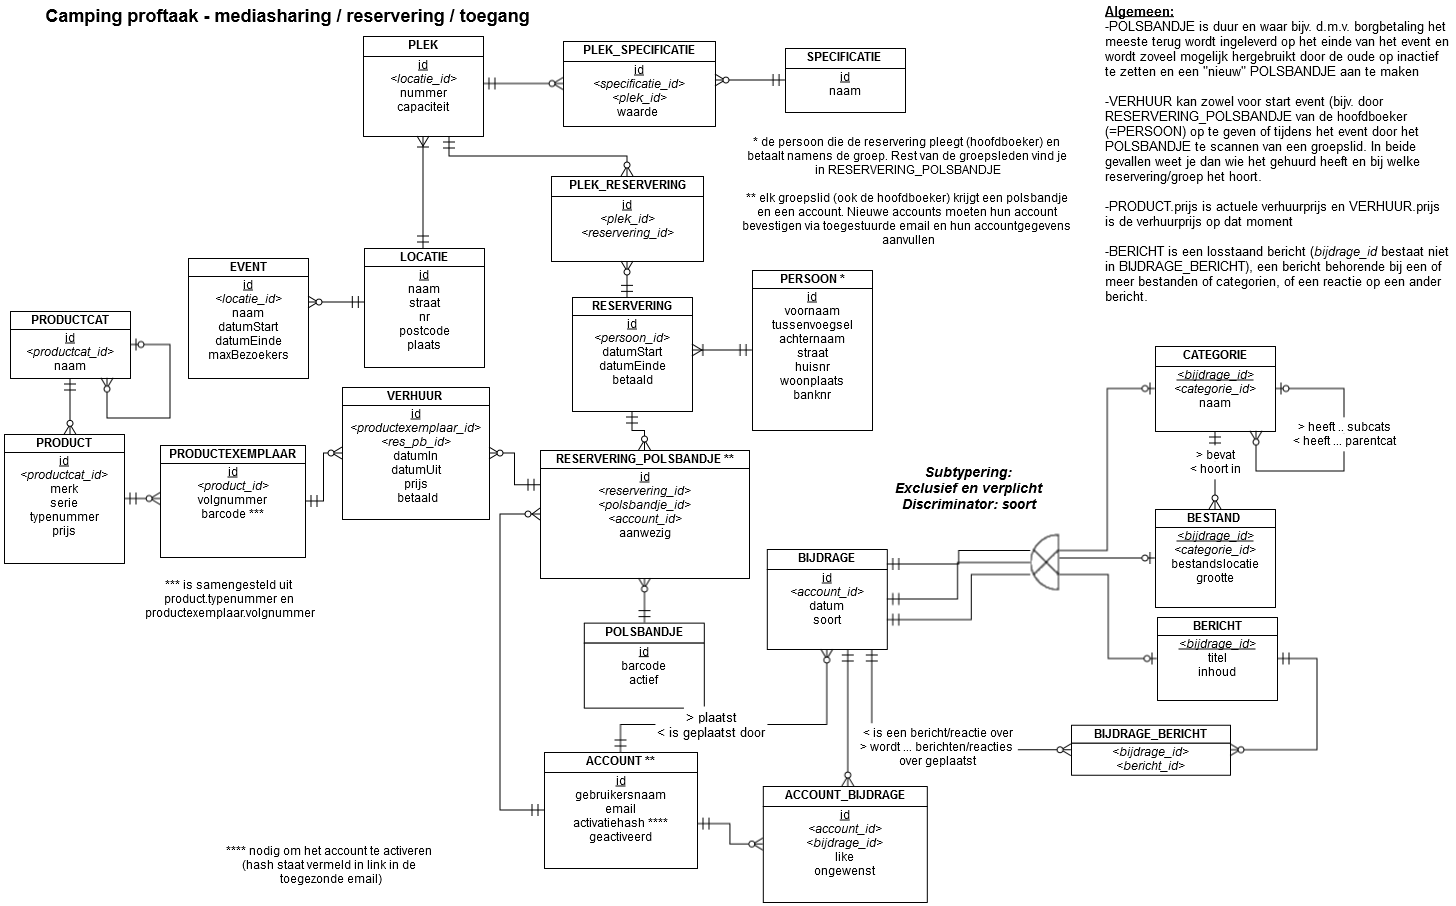 Camping proftaak - mediasharing / reservering / toegang
PLEK
id
<locatie_id>
nummer
capaciteit
PLEK_SPECIFICATIE
id
<specificatie_id>
<plek_id>
waarde
SPECIFICATIE
id
naam
Algemeen:
-POLSBANDJE is duur en waar bijv. d.m.v. borgbetaling het
meeste terug wordt ingeleverd op het einde van het event en
wordt zoveel mogelijk hergebruikt door de oude op inactief
te zetten en een "nieuw" POLSBANDJE aan te maken
-VERHUUR kan zowel voor start event (bijv. door
RESERVERING_POLSBANDJE van de hoofdboeker
(=PERSOON) op te geven of tijdens het event door het
POLSBANDJE te scannen van een groepslid. In beide
gevallen weet je dan wie het gehuurd heeft en bij welke
reservering/groep het hoort.
-PRODUCT.prijs is actuele verhuurprijs en VERHUUR.prijs
is de verhuurprijs op dat moment
-BERICHT is een losstaand bericht (bijdrage_id bestaat niet
in BIJDRAGE_BERICHT), een bericht behorende bij een of
meer bestanden of categorien, of een reactie op een ander
bericht.
* de persoon die de reservering pleegt (hoofdboeker) en
betaalt namens de groep. Rest van de groepsleden vind je
in RESERVERING_POLSBANDJE
** elk groepslid (ook de hoofdboeker) krijgt een polsbandje
en een account. Nieuwe accounts moeten hun account
bevestigen via toegestuurde email en hun accountgegevens
aanvullen
PLEK_RESERVERING
id
<plek_id>
<reservering_id>
EVENT
id
<locatie_id>
naam
datumStart
datumEinde
maxBezoekers
LOCATIE
id
naam
straat
nr
postcode
plaats
RESERVERING
id
<persoon_id>
datumStart
datumEinde
betaald
PERSOON *
id
voornaam
tussenvoegsel
achternaam
straat
huisnr
woonplaats
banknr
PRODUCTCAT
id
<productcat_id>
naam
PRODUCT
id
<productcat_id>
merk
serie
typenummer
prijs
PRODUCTEXEMPLAAR
id
<product_id>
volgnummer
barcode ***
*** is samengesteld uit
product.typenummer en
productexemplaar.volgnummer
VERHUUR
id
<productexemplaar_id>
<res_pb_id>
datumIn
datumUit
prijs
betaald
RESERVERING_POLSBANDJE **
id
<reservering_id>
<polsbandje_id>
<account_id>
aanwezig
POLSBANDJE
id
barcode
actief
Subtypering:
Exclusief en verplicht
Discriminator: soort
CATEGORIE
<bijdrage_id>
<categorie_id>
naam
> heeft .. subcats
< heeft ... parentcat
> bevat
< hoort in
BESTAND
<bijdrage_id>
<categorie_id>
bestandslocatie
grootte
BIJDRAGE
id
<account_id>
datum
soort
BERICHT
<bijdrage_id>
titel
inhoud
> plaatst
< is geplaatst door
< is een bericht/reactie over
> wordt ... berichten/reacties
over geplaatst
BIJDRAGE_BERICHT
<bijdrage_id>
<bericht_id>
ACCOUNT **
id
gebruikersnaam
email
activatiehash ****
geactiveerd
ACCOUNT_BIJDRAGE
id
<account_id>
<bijdrage_id>
like
ongewenst
**** nodig om het account te activeren
(hash staat vermeld in link in de
toegezonde email)